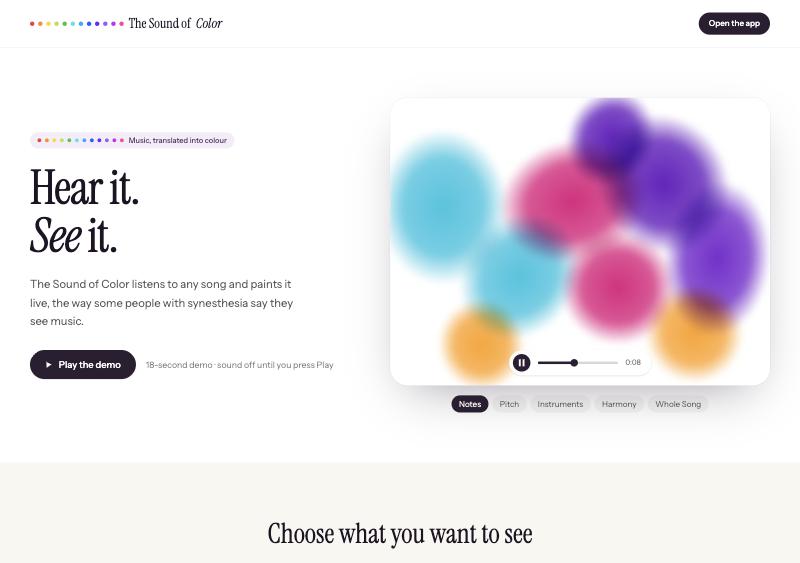 The Sound of Color
Open the app
Music, translated into colour
Hear it.
See it.
The Sound of Color listens to any song and paints it
live, the way some people with synesthesia say they
see music.
Play the demo
18-second demo · sound off until you press Play
0:08
Notes
Pitch
Instruments
Harmony
Whole Song
Choose what you want to see